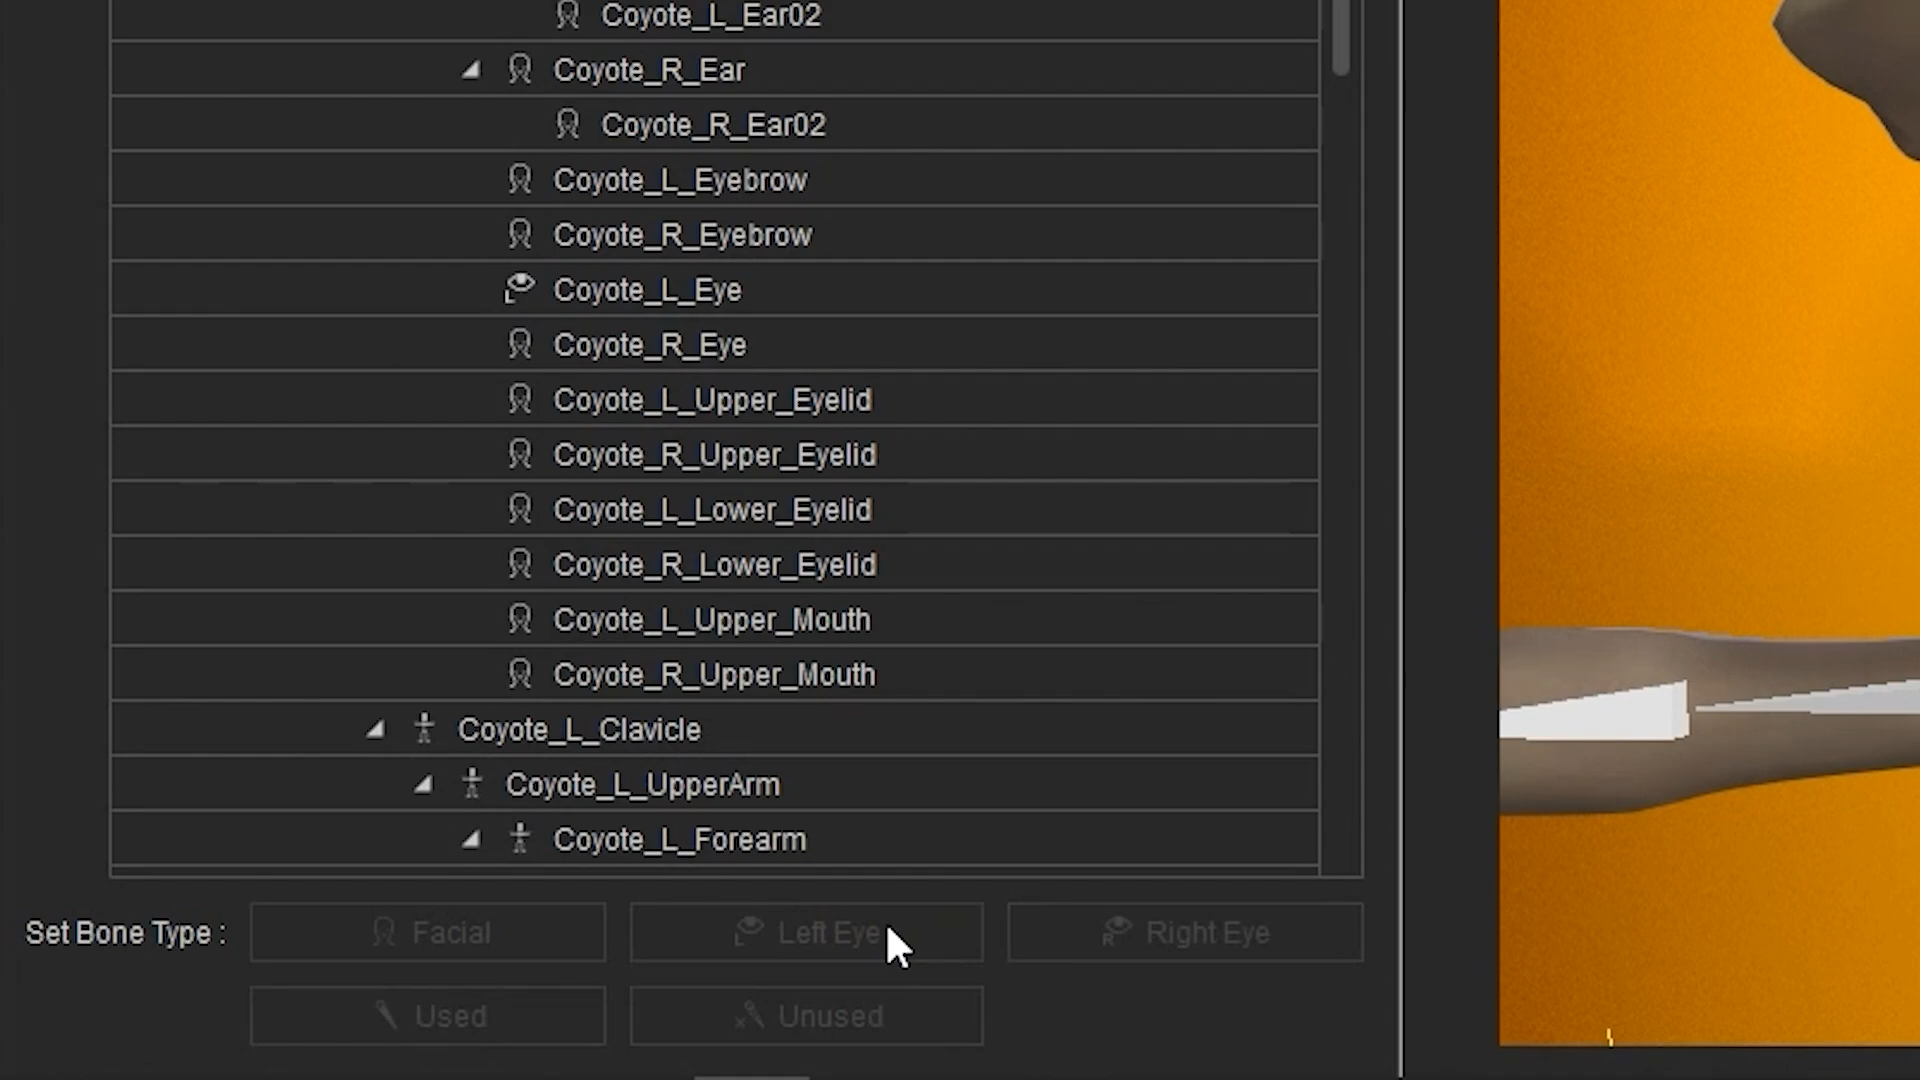 Coyote_L_Ear02
Coyote_R_Ear
Coyote_R_Ear02
Coyote_L_Eyebrow
Coyote_R_Eyebrow
Coyote_L_Eye
Coyote_R_Eye
Coyote_L_Upper_Eyelid
Coyote_R_Upper_Eyelid
Coyote_L_Lower_Eyelid
Coyote_R_Lower_Eyelid
Coyote_L_Upper_Mouth
Coyote_R_Upper_Mouth
Coyote_L_Clavicle
Coyote_L_UpperArm
Coyote_L_Forearm
Set Bone Type : Facial Left Eye Right Eye
Used Unused